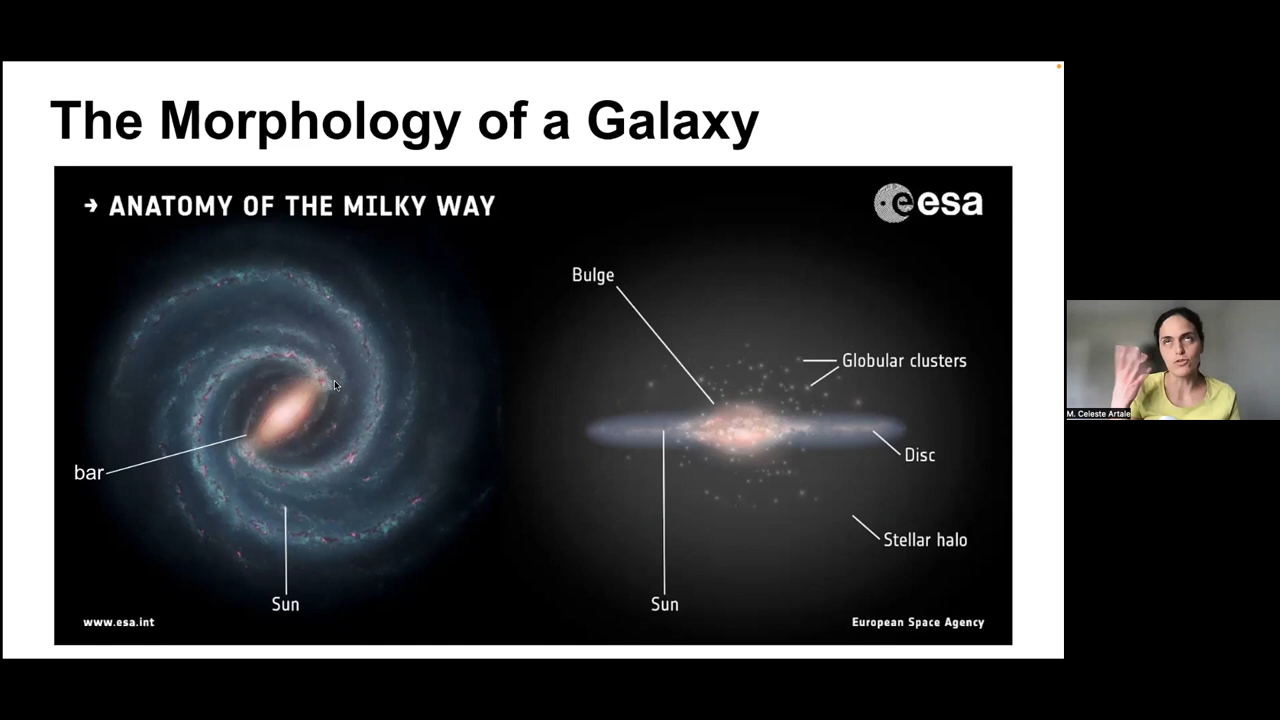 The Morphology of a Galaxy
→ ANATOMY OF THE MILKY WAY
esa
Bulge
Globular clusters
Disc
bar
Stellar halo
Sun
Sun
www.esa.int
European Space Agency
M. Celeste Artale